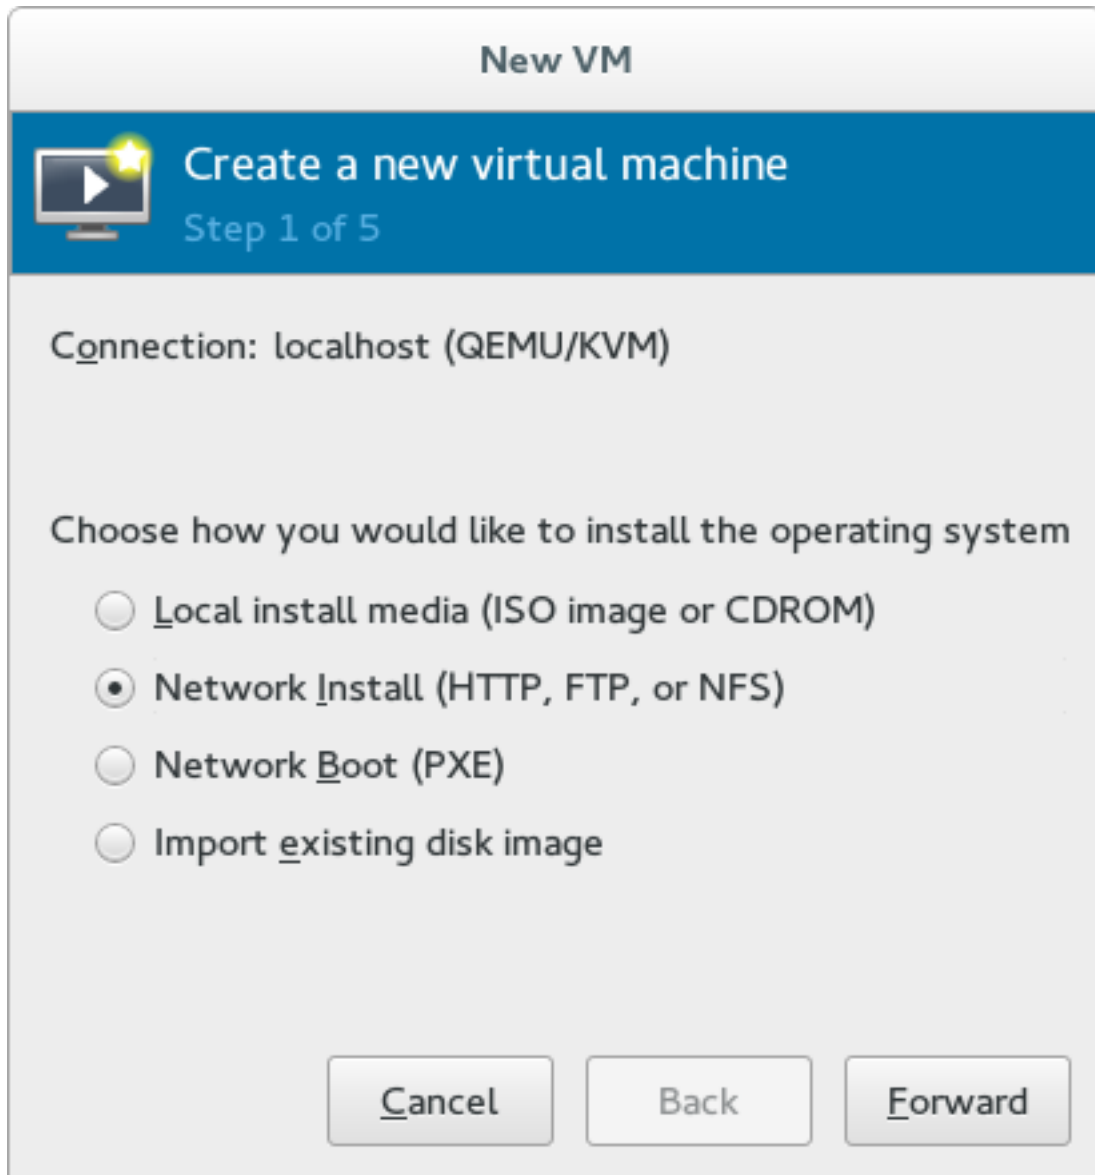 New VM
Create a new virtual machine
Step 1 of 5
Connection: localhost (QEMU/KVM)
Choose how you would like to install the operating system
Local install media (ISO image or CDROM)
Network Install (HTTP, FTP, or NFS)
Network Boot (PXE)
Import existing disk image
Cancel Back Forward